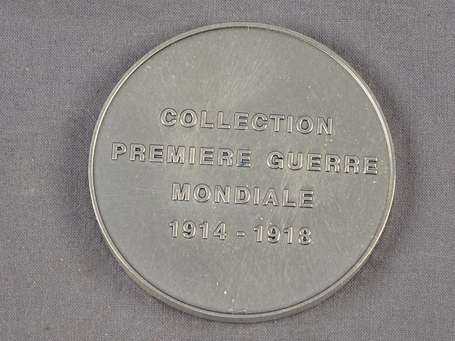 COLLECTION
PREMIERE GUERRE
MONDIALE
1914 - 1918